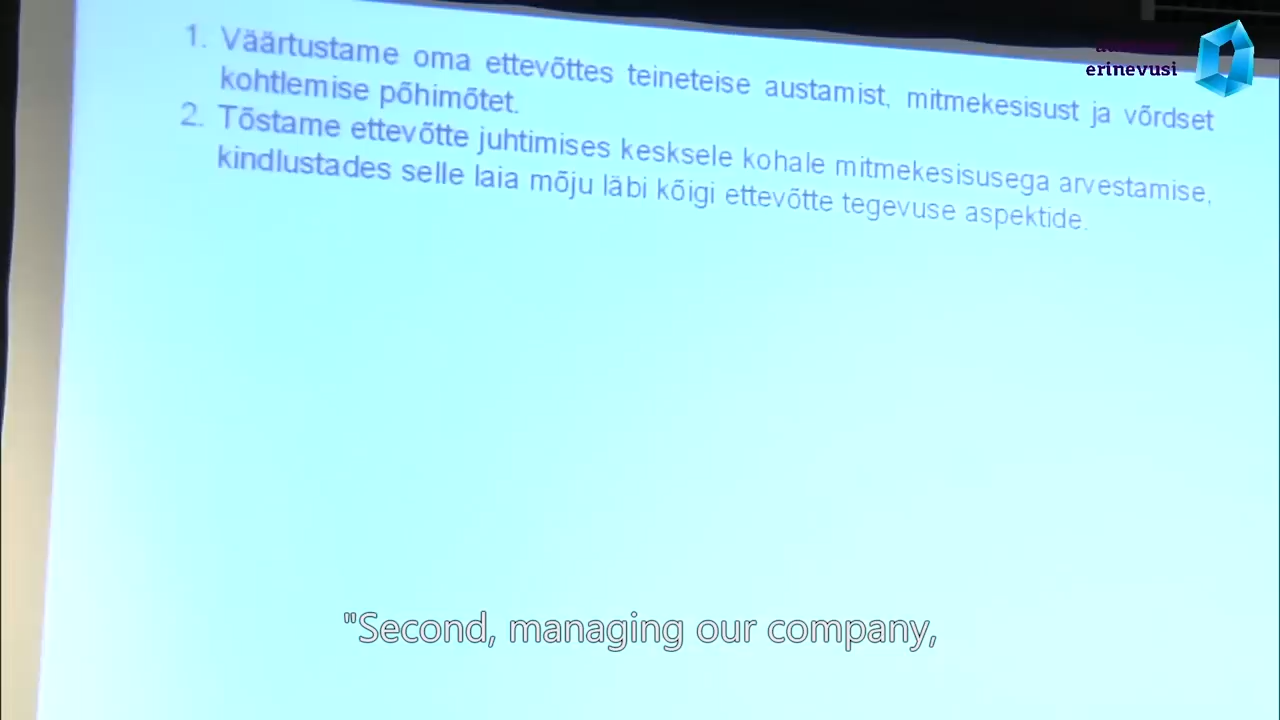 1. Väärtustame oma ettevõttes teineteise austamist, mitmekesisust ja võrdset
kohtlemise põhimõtet.
2. Tõstame ettevõtte juhtimises kesksele kohale mitmekesisusega arvestamise,
kindlustades selle laia mõju läbi kõigi ettevõtte tegevuse aspektide.
erinevusi
"Second, managing our company,